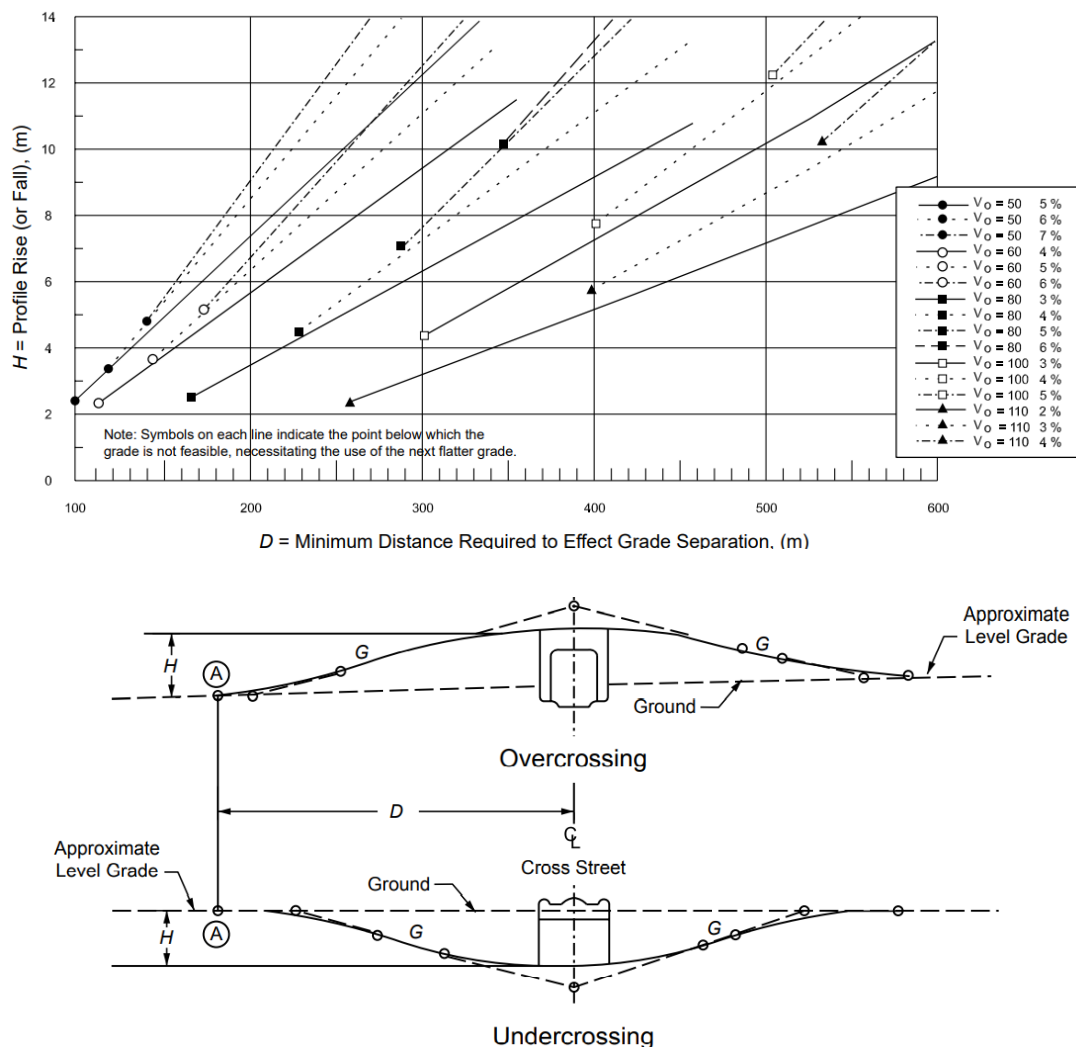 14
12
10
8
6
4
2
0
H = Profile Rise (or Fall), (m)
Note: Symbols on each line indicate the point below which the
grade is not feasible, necessitating the use of the next flatter grade.
100
200
300
400
500
600
D = Minimum Distance Required to Effect Grade Separation, (m)
Vo = 50 5 %
Vo = 50 6 %
Vo = 50 7 %
Vo = 60 4 %
Vo = 60 5 %
Vo = 60 6 %
Vo = 80 3 %
Vo = 80 4 %
Vo = 80 5 %
Vo = 80 6 %
Vo = 100 3 %
Vo = 100 4 %
Vo = 100 5 %
Vo = 110 2 %
Vo = 110 3 %
Vo = 110 4 %
Approximate
Level Grade
H
G
G
A
Ground
Overcrossing
D
℄
Cross Street
Approximate
Level Grade
Ground
H
A
G
G
Undercrossing